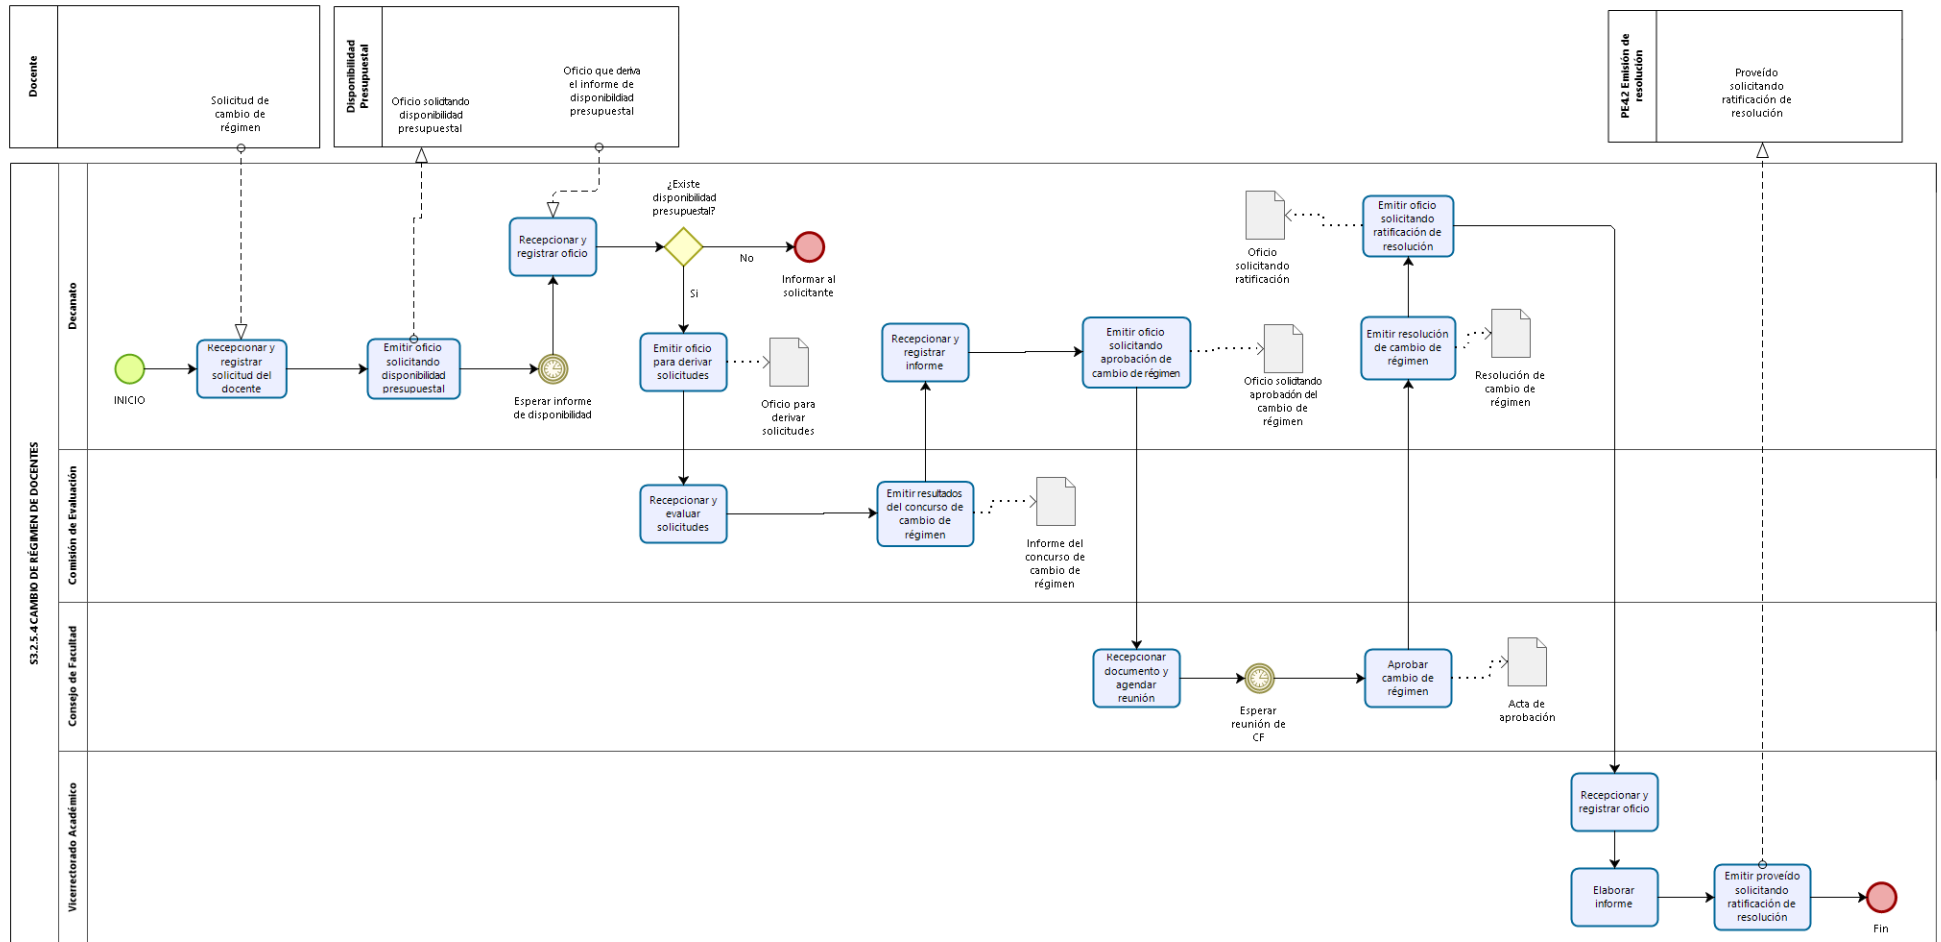 Docente
Solicitud de
cambio de
régimen
Disponibilidad
Presupuestal
Oficio solicitando
disponibilidad
presupuestal
Oficio que deriva
el informe de
disponibilidiad
presupuestal
PE4.2 Emisión de
resolución
Proveído
solicitando
ratificación de
resolución
S3.2.5.4 CAMBIO DE RÉGIMEN DE DOCENTES
Decanato
INICIO
Recepcionar y
registrar
solicitud del
docente
Emitir oficio
solicitando
disponibilidad
presupuestal
Esperar informe
de disponibilidad
Recepcionar y
registrar oficio
¿Existe
disponibilidad
presupuestal?
No
Informar al
solicitante
Si
Emitir oficio
para derivar
solicitudes
Oficio para
derivar
solicitudes
Recepcionar y
registrar
informe
Emitir oficio
solicitando
aprobación de
cambio de régimen
Oficio solicitando
aprobación del
cambio de
régimen
Oficio
solicitando
ratificación
Emitir oficio
solicitando
ratificación de
resolución
Emitir resolución
de cambio de
régimen
Resolución de
cambio de
régimen
Comisión de Evaluación
Recepcionar y
evaluar
solicitudes
Emitir resultados
del concurso de
cambio de
régimen
Informe del
concurso de
cambio de
régimen
Consejo de Facultad
Recepcionar
documento y
agendar
reunión
Esperar
reunión de
CF
Aprobar
cambio de
régimen
Acta de
aprobación
Vicerrectorado Académico
Recepcionar y
registrar oficio
Elaborar
informe
Emitir proveído
solicitando
ratificación de
resolución
Fin